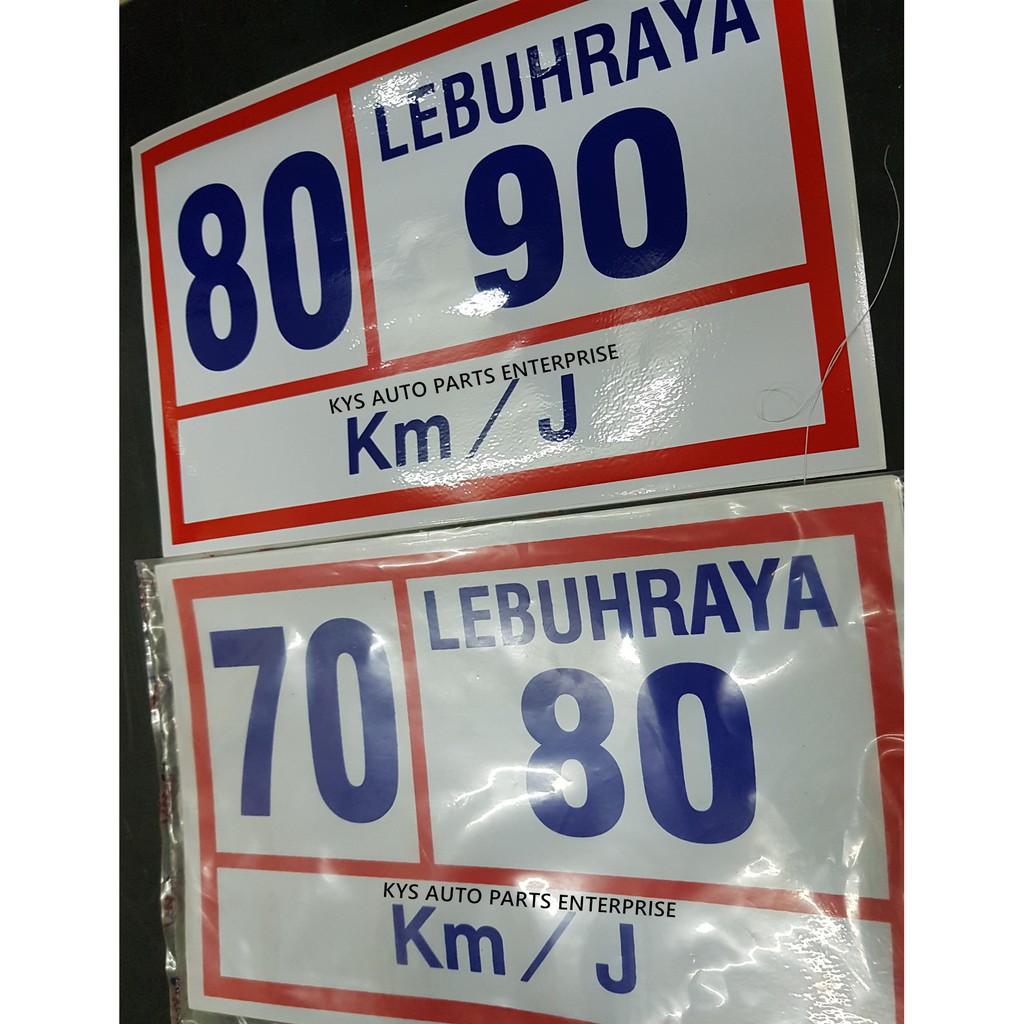 LEBUHRAYA
80 90
KYS AUTO PARTS ENTERPRISE
Km / J
LEBUHRAYA
70 80
KYS AUTO PARTS ENTERPRISE
Km / J